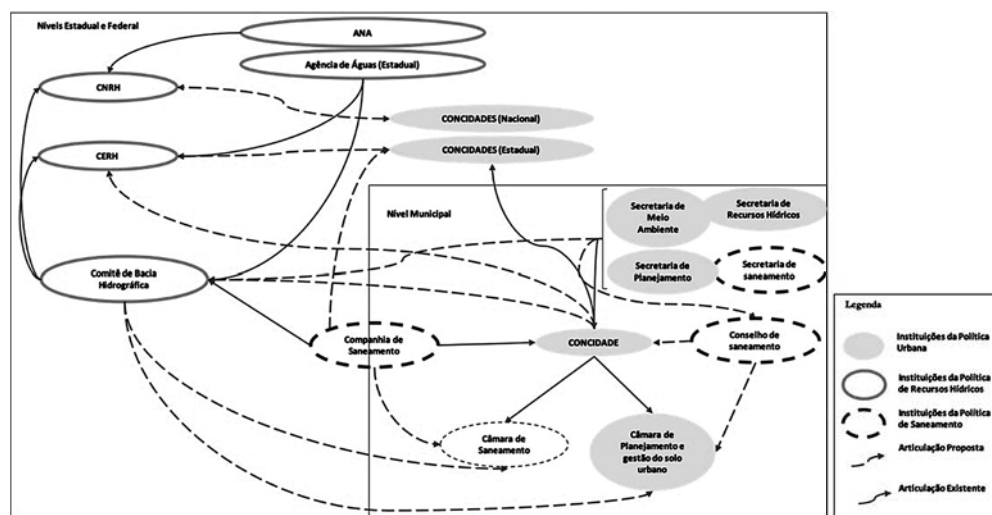 Níveis Estadual e Federal
ANA
Agência de Águas (Estadual)
CNRH
CONCIDADES (Nacional)
CERH
CONCIDADES (Estadual)
Nível Municipal
Secretaria de
Meio
Ambiente
Secretaria de
Recursos Hídricos
Secretaria de
Planejamento
Secretaria de
saneamento
Comitê de Bacia
Hidrográfica
Companhia de
Saneamento
CONCIDADE
Conselho de
saneamento
Câmara de
Saneamento
Câmara de
Planejamento e
gestão do solo
urbano
Legenda
Instituições da Política
Urbana
Instituições da Política
de Recursos Hídricos
Instituições da Política
de Saneamento
Articulação Proposta
Articulação Existente